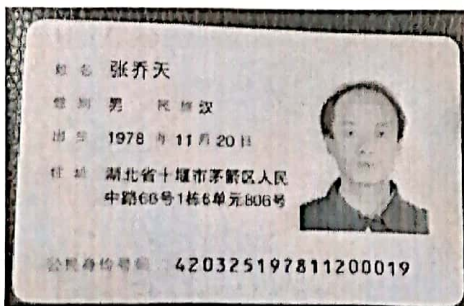 姓名 张乔天
性别 男 民族 汉
出生 1978 年 11 月 20 日
住址 湖北省十堰市茅箭区人民
中路66号1栋6单元806号
公民身份号码 420325197811200019